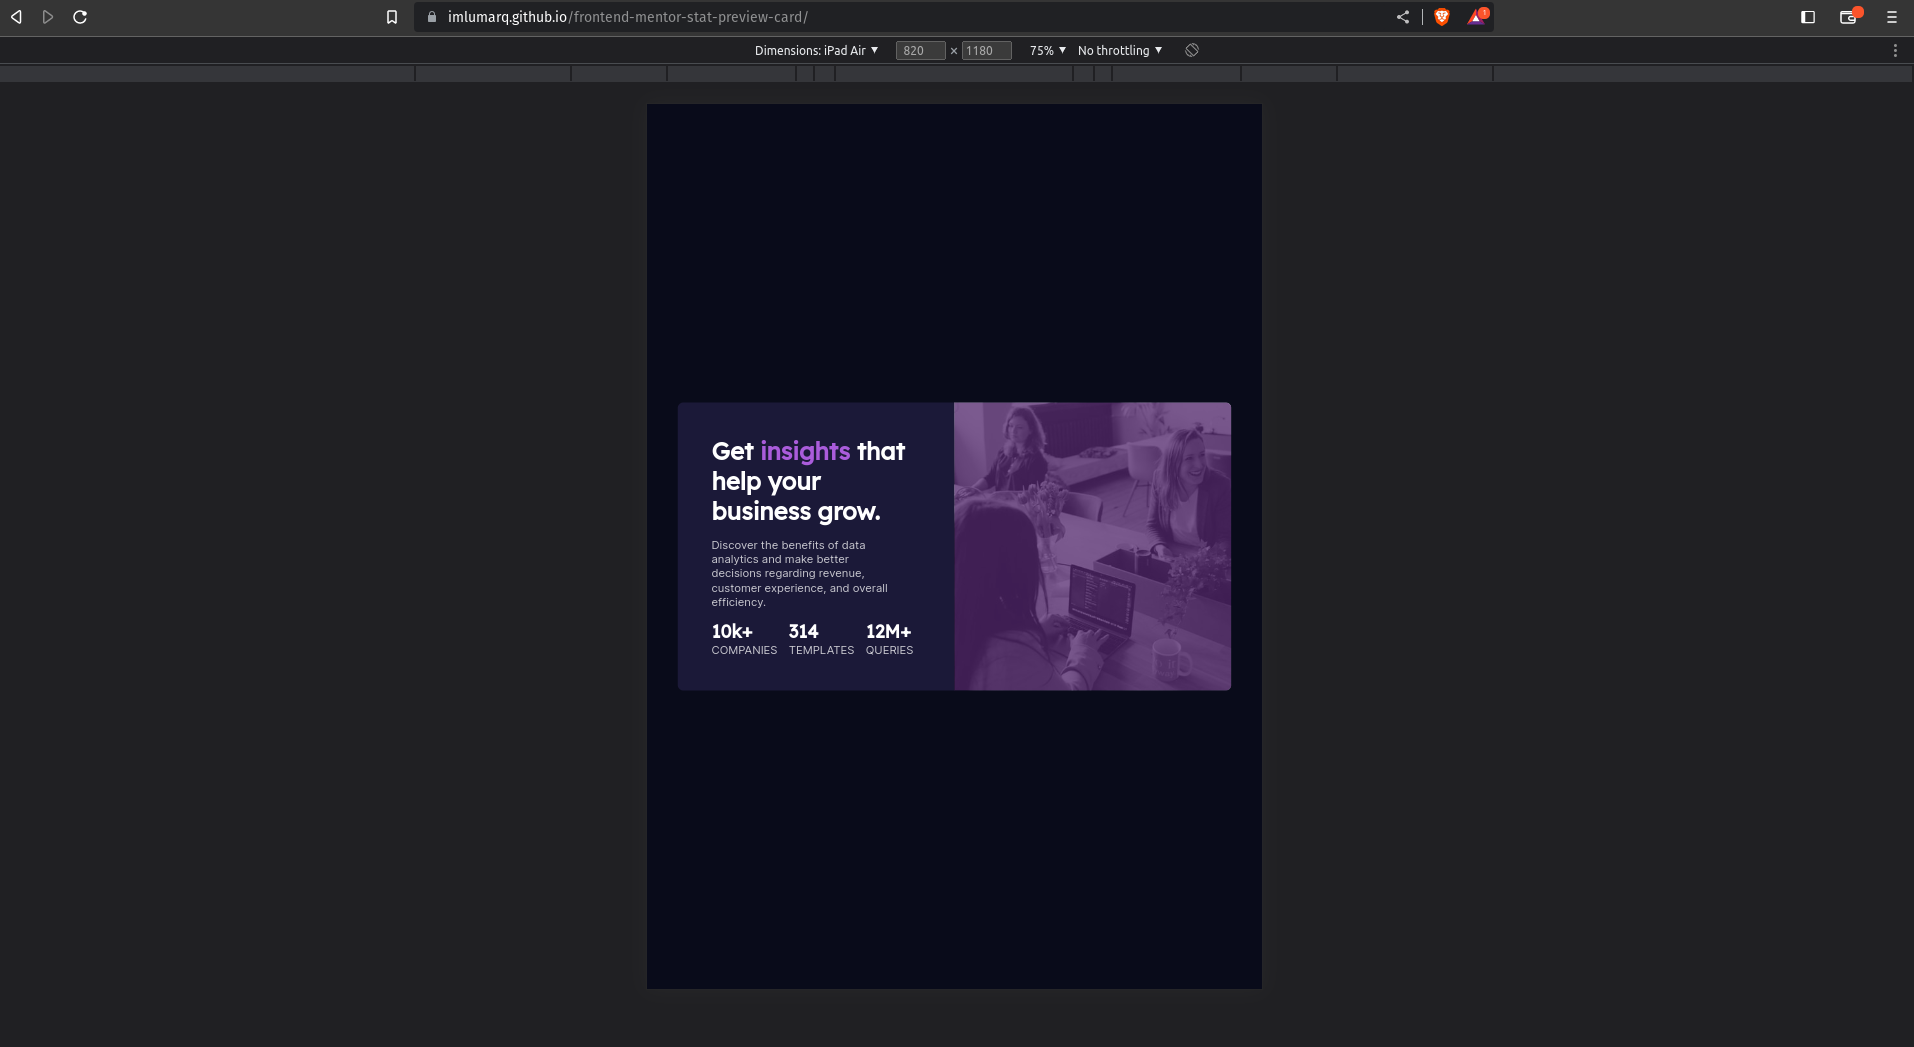 imlumarq.github.io/frontend-mentor-stat-preview-card/
1
Dimensions: iPad Air ▼ 820 × 1180 75% ▼ No throttling ▼
Get insights that
help your
business grow.
Discover the benefits of data
analytics and make better
decisions regarding revenue,
customer experience, and overall
efficiency.
10k+ 314 12M+
COMPANIES TEMPLATES QUERIES